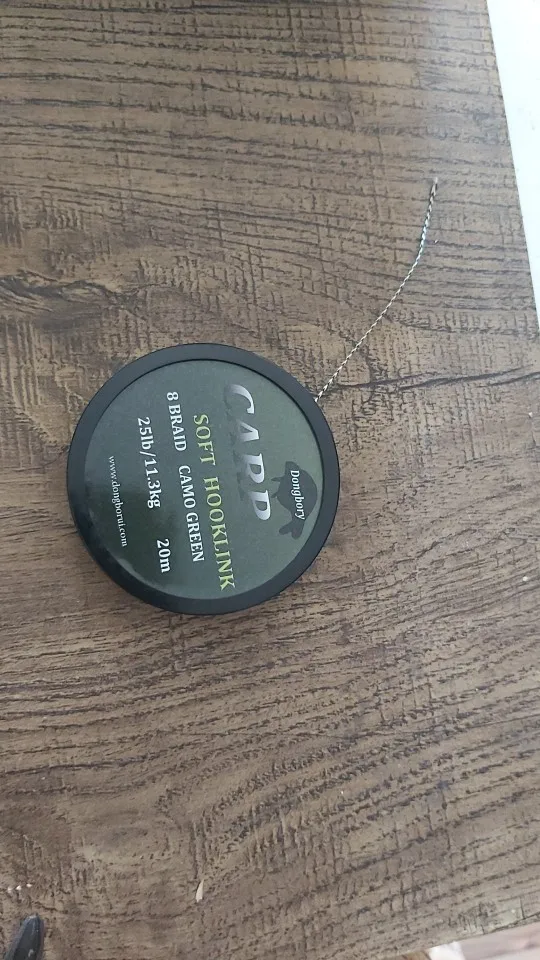 Dongbory
CARP
SOFT HOOKLINK
8 BRAID CAMO GREEN
25lb/11.3kg 20m
www.dongborui.com